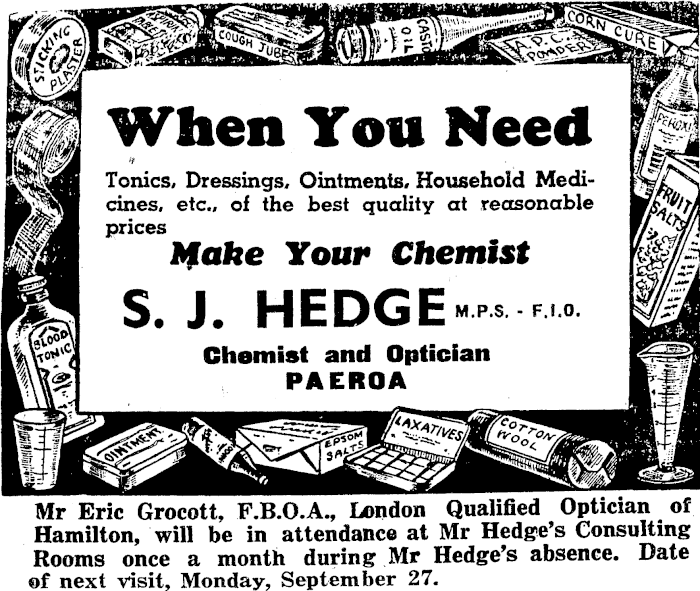 STICKING PLASTER
COUGH JUBES
CASTOR OIL
A.P.C. POWDERS
CORN CURE
PEROXIDE
FRUIT SALTS
When You Need
Tonics, Dressings, Ointments, Household Medi-
cines, etc., of the best quality at reasonable
prices
Make Your Chemist
S. J. HEDGE M.P.S. - F.I.O.
Chemist and Optician
PAEROA
BLOOD TONIC
OINTMENT
EPSOM SALTS
LAXATIVES
COTTON WOOL
Mr Eric Grocott, F.B.O.A., London Qualified Optician of
Hamilton, will be in attendance at Mr Hedge's Consulting
Rooms once a month during Mr Hedge's absence. Date
of next visit, Monday, September 27.